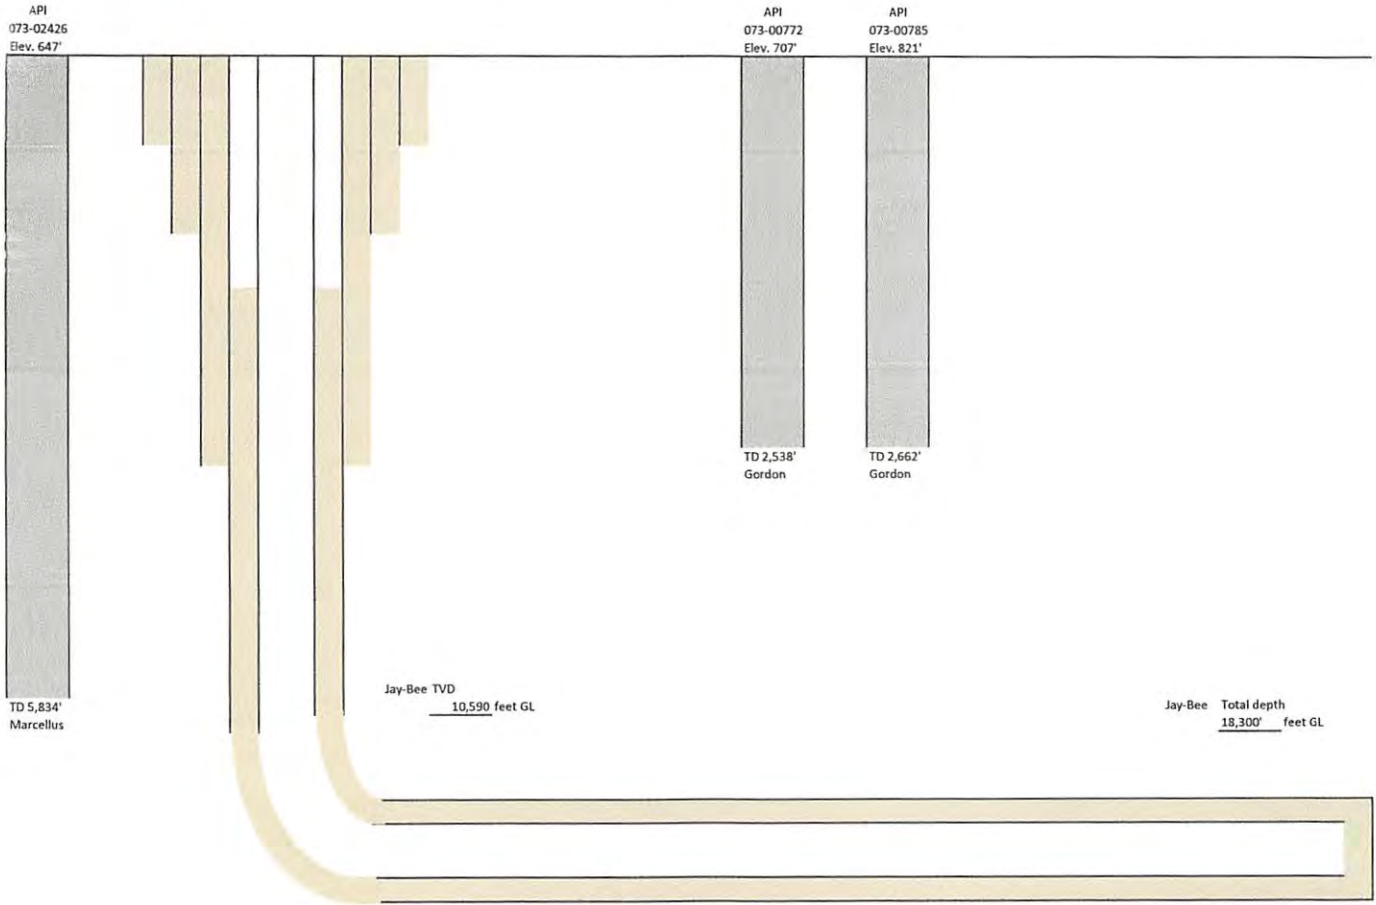 API
073-02426
Elev. 647'
API
073-00772
Elev. 707'
API
073-00785
Elev. 821'
TD 2,538'
Gordon
TD 2,662'
Gordon
TD 5,834'
Marcellus
Jay-Bee TVD
10,590 feet GL
Jay-Bee Total depth
18,300' feet GL